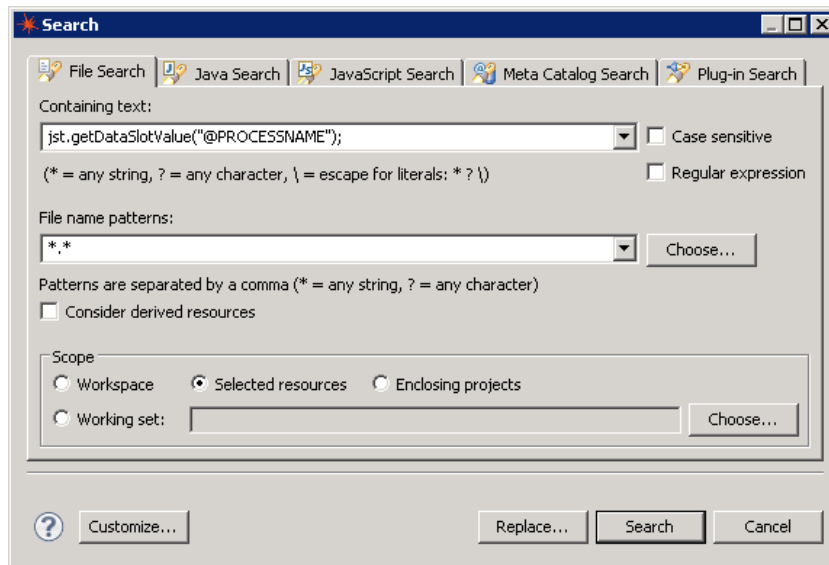 Search
File Search Java Search JavaScript Search Meta Catalog Search Plug-in Search
Containing text:
jst.getDataSlotValue("@PROCESSNAME"); Case sensitive
(* = any string, ? = any character, \ = escape for literals: * ? \) Regular expression
File name patterns:
*.* Choose...
Patterns are separated by a comma (* = any string, ? = any character)
Consider derived resources
Scope
Workspace Selected resources Enclosing projects
Working set: Choose...
? Customize... Replace... Search Cancel